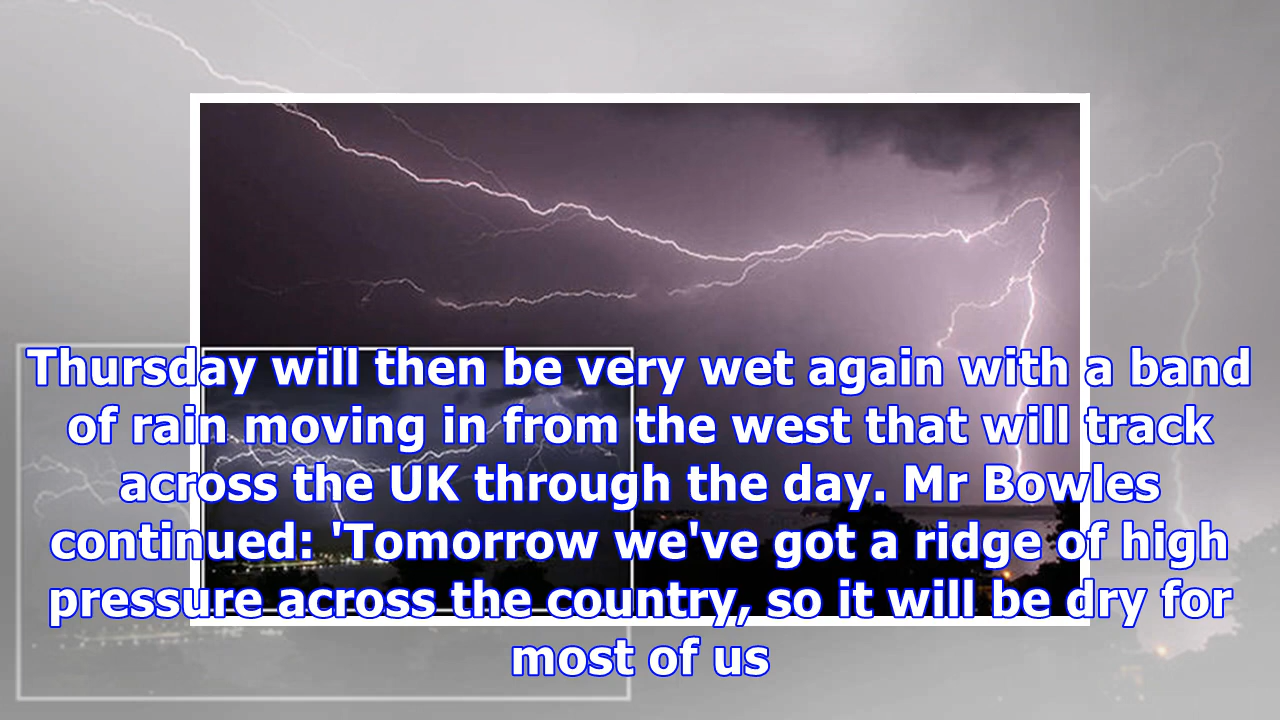 Thursday will then be very wet again with a band
of rain moving in from the west that will track
across the UK through the day. Mr Bowles
continued: 'Tomorrow we've got a ridge of high
pressure across the country, so it will be dry for
most of us